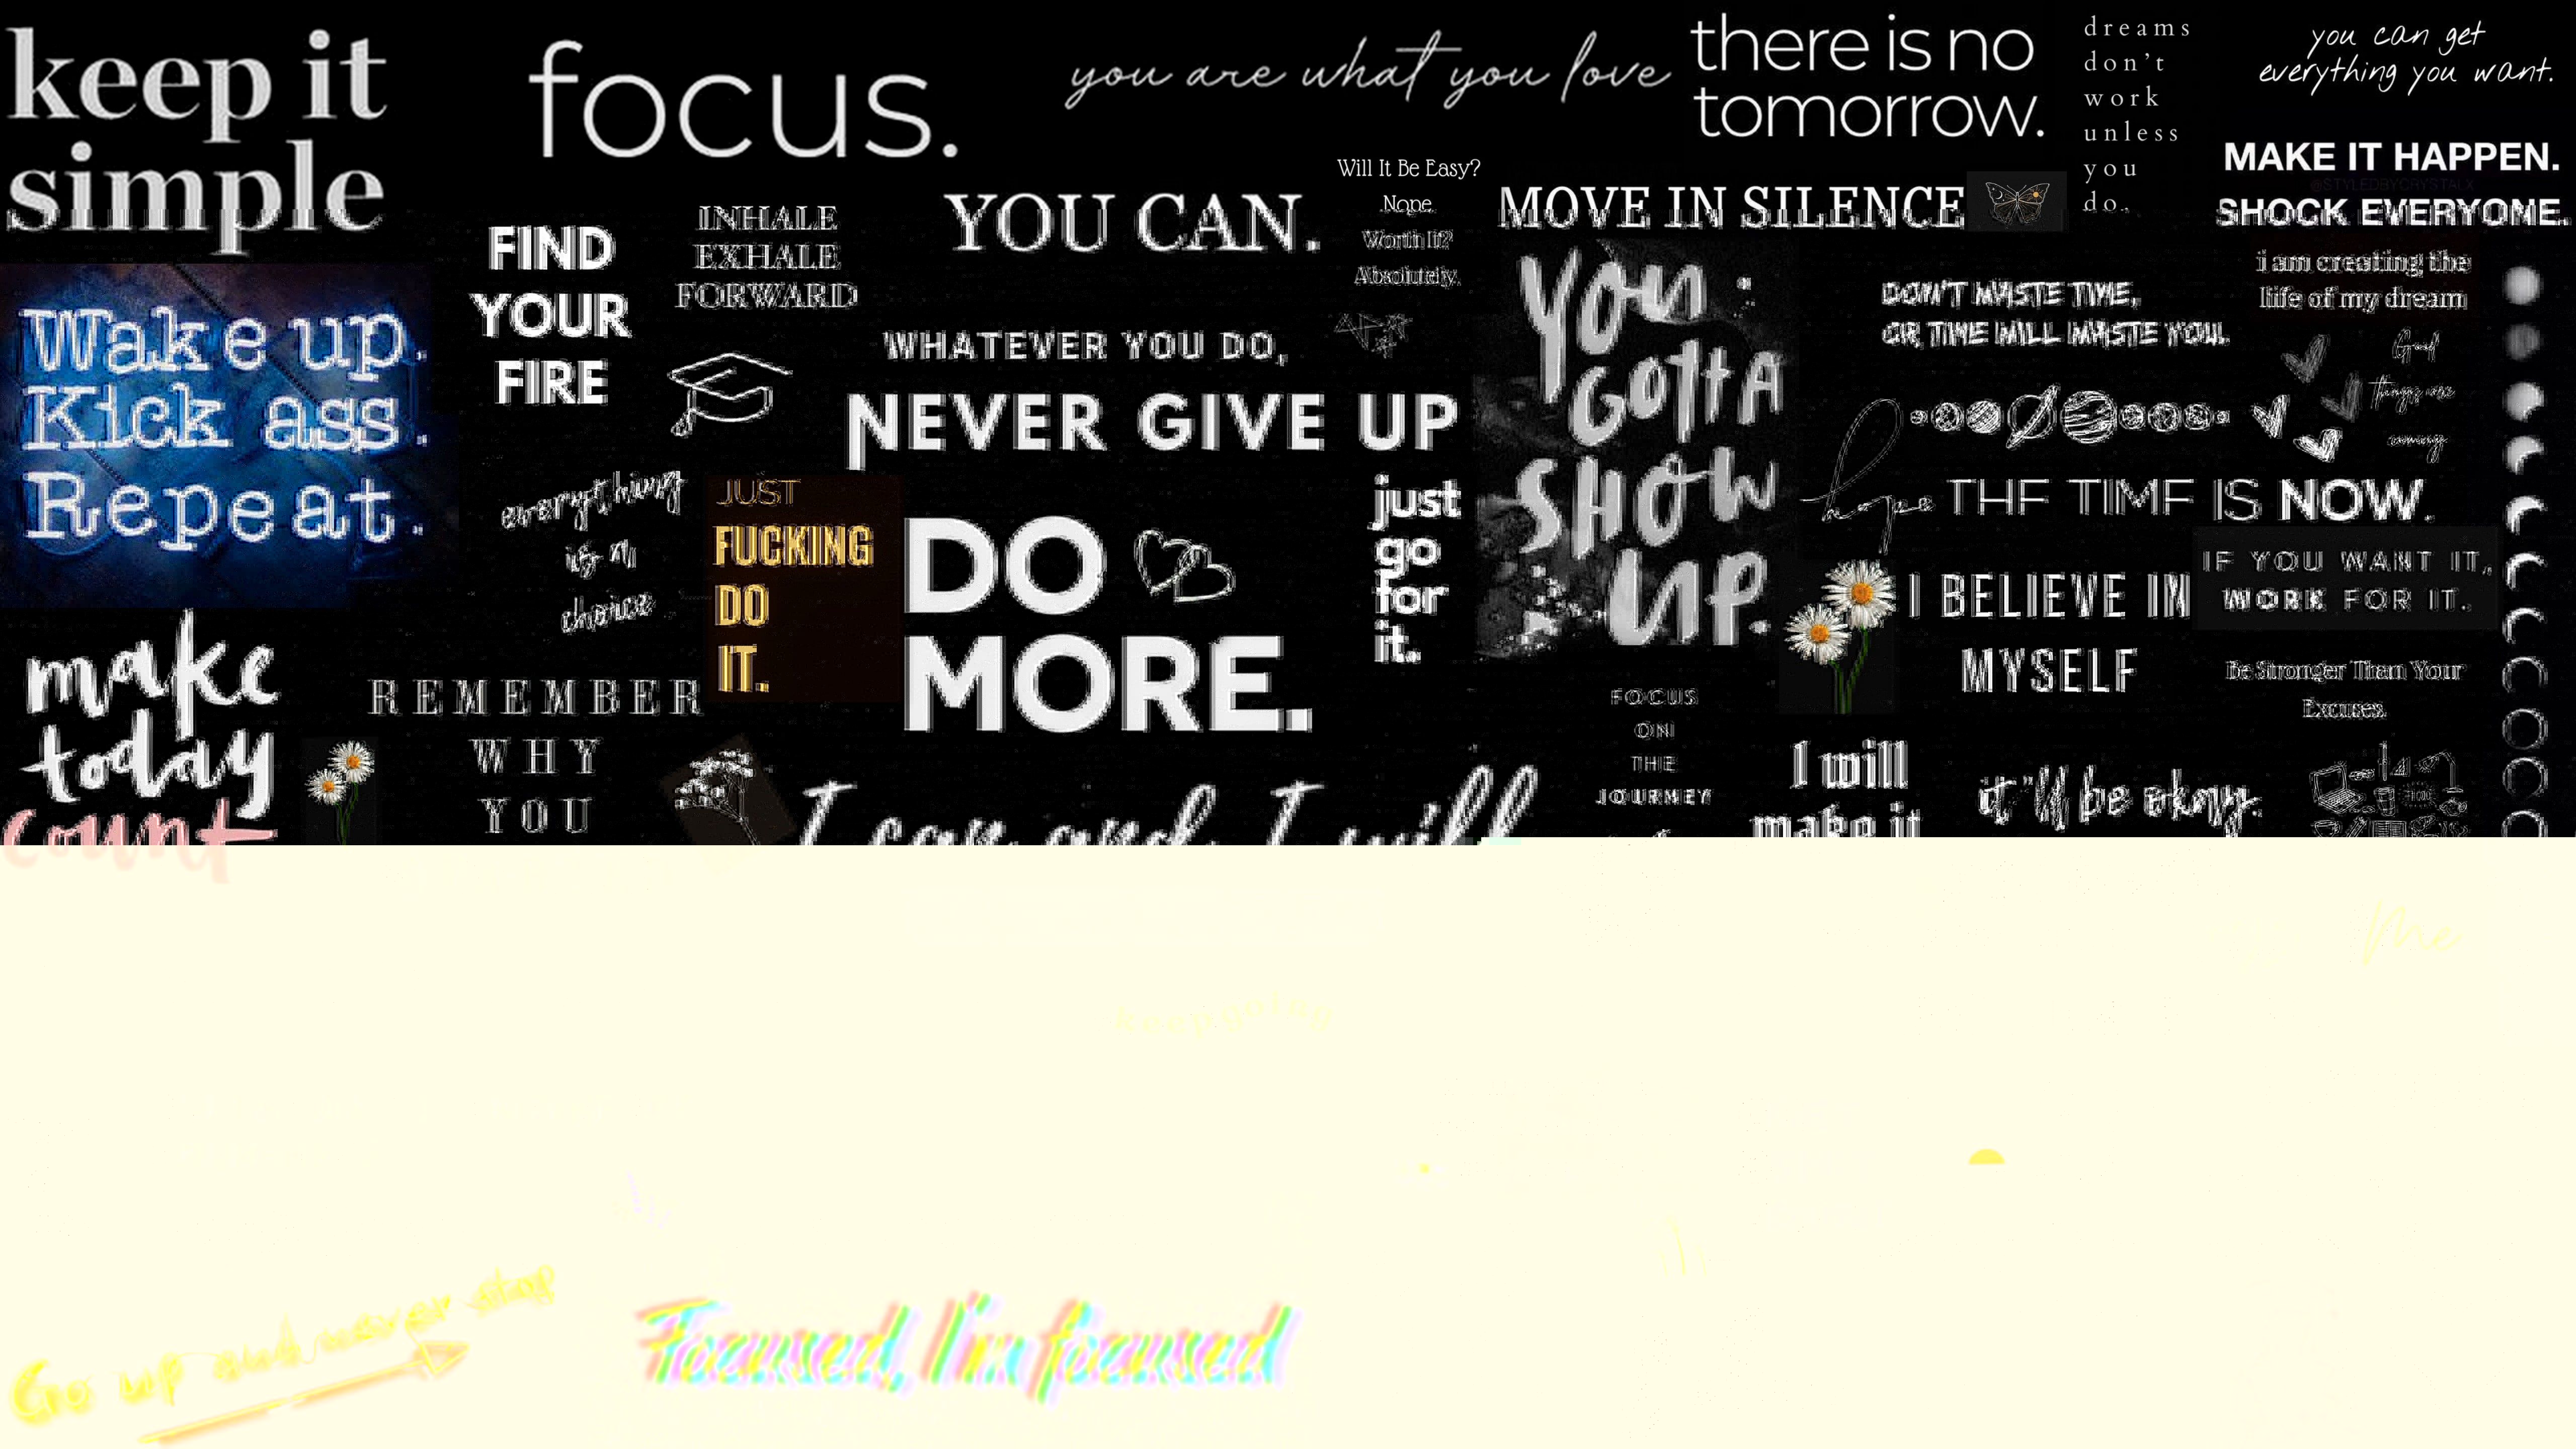 keep it
simple
focus.
you are what you love
there is no
tomorrow.
dreams
don't
work
unless
you
do.
you can get
everything you want.
MAKE IT HAPPEN.
@STYLEDBYCRYSTALX
SHOCK EVERYONE.
Wake up.
Kick ass.
Repeat.
FIND
YOUR
FIRE
INHALE
EXHALE
FORWARD
YOU CAN.
Will It Be Easy?
Nope.
Worth It?
Absolutely.
MOVE IN SILENCE
WHATEVER YOU DO,
NEVER GIVE UP
YOU
GOTTA
SHOW
UP.
DON'T WASTE TIME,
OR TIME WILL WASTE YOU.
i am creating the
life of my dream
Good
things are
coming
hope
THE TIME IS NOW.
everything
is a
choice
JUST
FUCKING
DO
IT.
DO
MORE.
just
go
for
it.
I BELIEVE IN
MYSELF
IF YOU WANT IT,
WORK FOR IT.
Be Stronger Than Your
Excuses.
make
today
count
REMEMBER
WHY
YOU
I can and I will
FOCUS
ON
THE
JOURNEY
I will
make it
it'll be okay.
Me
keep going
Go up and never stop
Focused, I'm focused